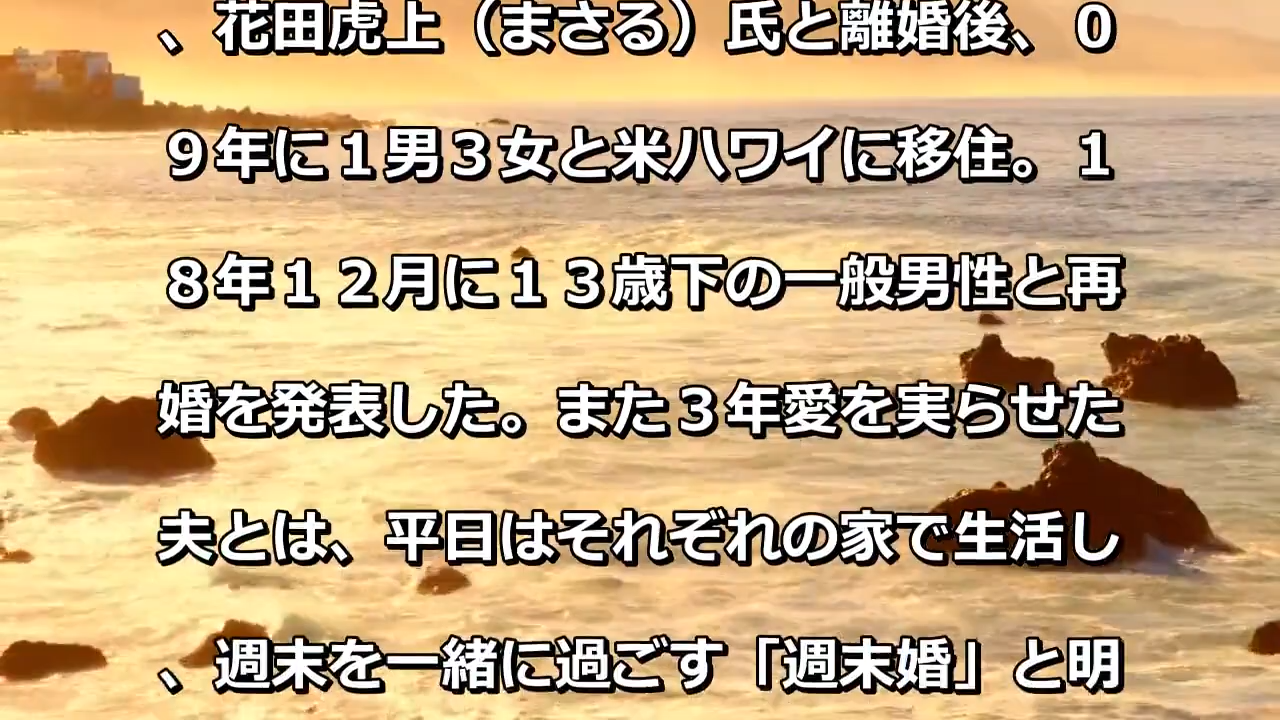 、花田虎上（まさる）氏と離婚後、０
９年に１男３女と米ハワイに移住。１
８年１２月に１３歳下の一般男性と再
婚を発表した。また３年愛を実らせた
夫とは、平日はそれぞれの家で生活し
、週末を一緒に過ごす「週末婚」と明